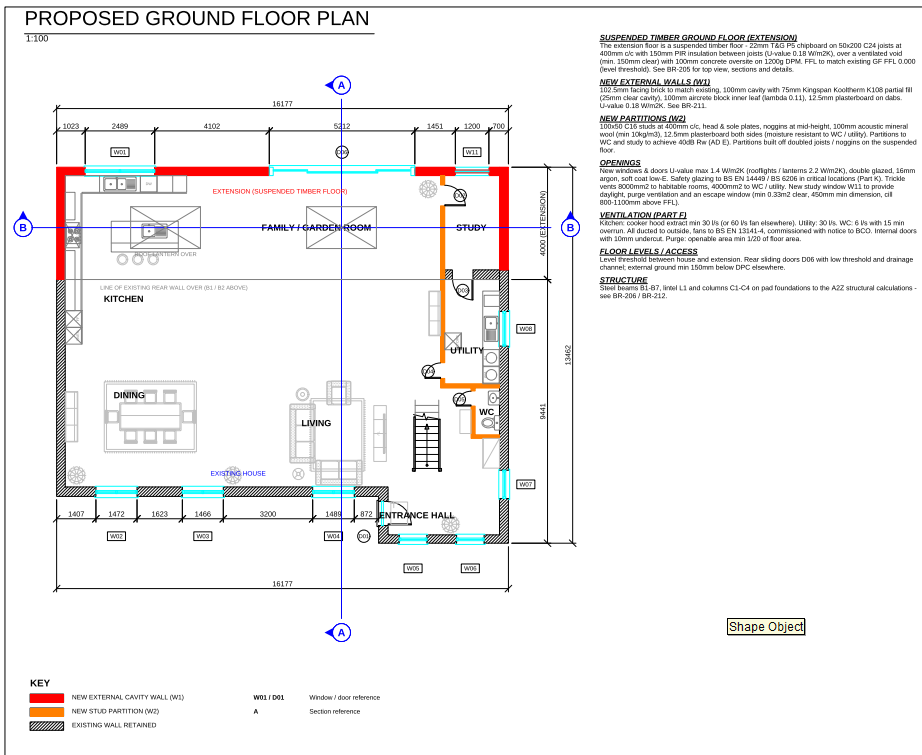 PROPOSED GROUND FLOOR PLAN
1:100
A
16177
1023 2489 4102 5212 1451 1200 700
W01
D06
W11
EXTENSION (SUSPENDED TIMBER FLOOR)
B
FAMILY / GARDEN ROOM
STUDY
B
4000 (EXTENSION)
ROOF LANTERN OVER
LINE OF EXISTING REAR WALL OVER (B1 / B2 ABOVE)
KITCHEN
D03
W08
UTILITY
13462
D04
DINING
D05
WC
9441
LIVING
EXISTING HOUSE
W07
1407 1472 1623 1466 3200 1489 872
ENTRANCE HALL
W02
W03
W04
D01
W05
W06
16177
A
SUSPENDED TIMBER GROUND FLOOR (EXTENSION)
The extension floor is a suspended timber floor - 22mm T&G P5 chipboard on 50x200 C24 joists at
400mm c/c with 150mm PIR insulation between joists (U-value 0.18 W/m2K), over a ventilated void
(min. 150mm clear) with 100mm concrete oversite on 1200g DPM. FFL to match existing GF FFL 0.000
(level threshold). See BR-205 for top view, sections and details.
NEW EXTERNAL WALLS (W1)
102.5mm facing brick to match existing, 100mm cavity with 75mm Kingspan Kooltherm K108 partial fill
(25mm clear cavity), 100mm aircrete block inner leaf (lambda 0.11), 12.5mm plasterboard on dabs.
U-value 0.18 W/m2K. See BR-211.
NEW PARTITIONS (W2)
100x50 C16 studs at 400mm c/c, head & sole plates, noggins at mid-height, 100mm acoustic mineral
wool (min 10kg/m3), 12.5mm plasterboard both sides (moisture resistant to WC / utility). Partitions to
WC and study to achieve 40dB Rw (AD E). Partitions built off doubled joists / noggins on the suspended
floor.
OPENINGS
New windows & doors U-value max 1.4 W/m2K (rooflights / lanterns 2.2 W/m2K), double glazed, 16mm
argon, soft coat low-E. Safety glazing to BS EN 14449 / BS 6206 in critical locations (Part K). Trickle
vents 8000mm2 to habitable rooms, 4000mm2 to WC / utility. New study window W11 to provide
daylight, purge ventilation and an escape window (min 0.33m2 clear, 450mm min dimension, cill
800-1100mm above FFL).
VENTILATION (PART F)
Kitchen: cooker hood extract min 30 l/s (or 60 l/s fan elsewhere). Utility: 30 l/s. WC: 6 l/s with 15 min
overrun. All ducted to outside, fans to BS EN 13141-4, commissioned with notice to BCO. Internal doors
with 10mm undercut. Purge: openable area min 1/20 of floor area.
FLOOR LEVELS / ACCESS
Level threshold between house and extension. Rear sliding doors D06 with low threshold and drainage
channel; external ground min 150mm below DPC elsewhere.
STRUCTURE
Steel beams B1-B7, lintel L1 and columns C1-C4 on pad foundations to the A2Z structural calculations -
see BR-206 / BR-212.
Shape Object
KEY
NEW EXTERNAL CAVITY WALL (W1)
W01 / D01 Window / door reference
NEW STUD PARTITION (W2)
A Section reference
EXISTING WALL RETAINED